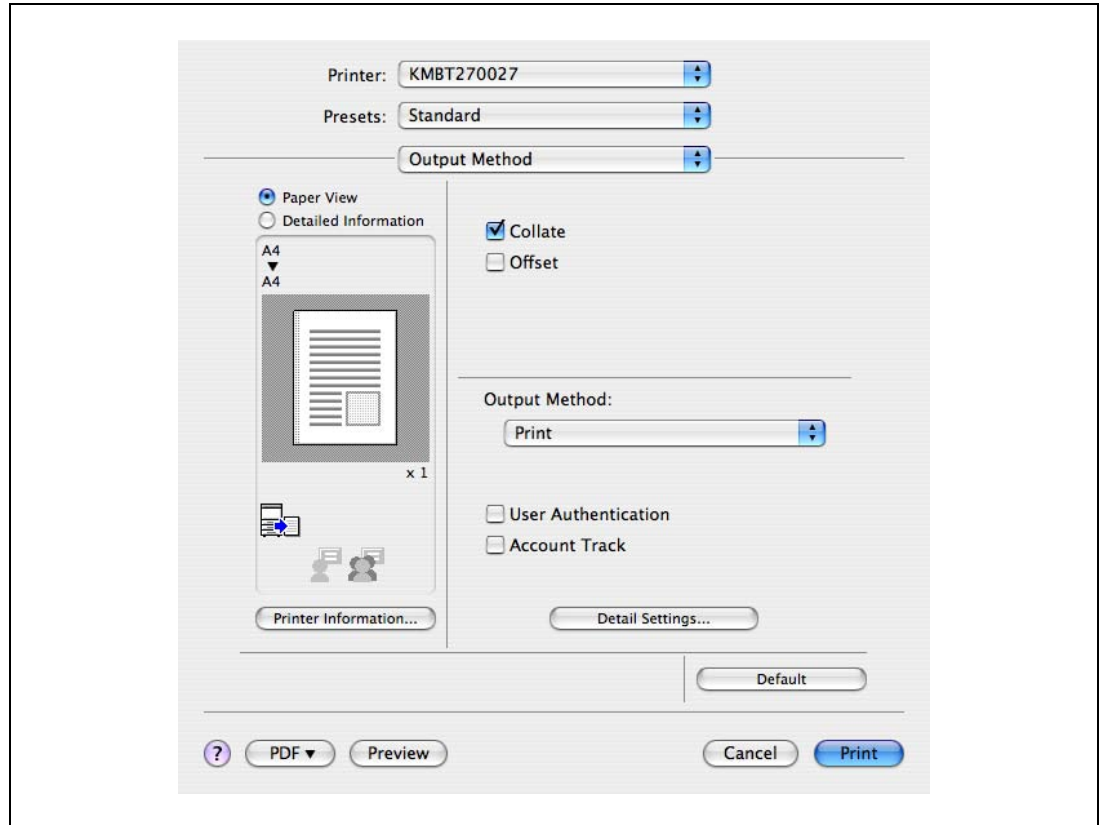 Printer: KMBT270027
Presets: Standard
Output Method
Paper View
Detailed Information
A4
A4
x 1
Printer Information...
Collate
Offset
Output Method:
Print
User Authentication
Account Track
Detail Settings...
Default
? PDF▼ Preview Cancel Print